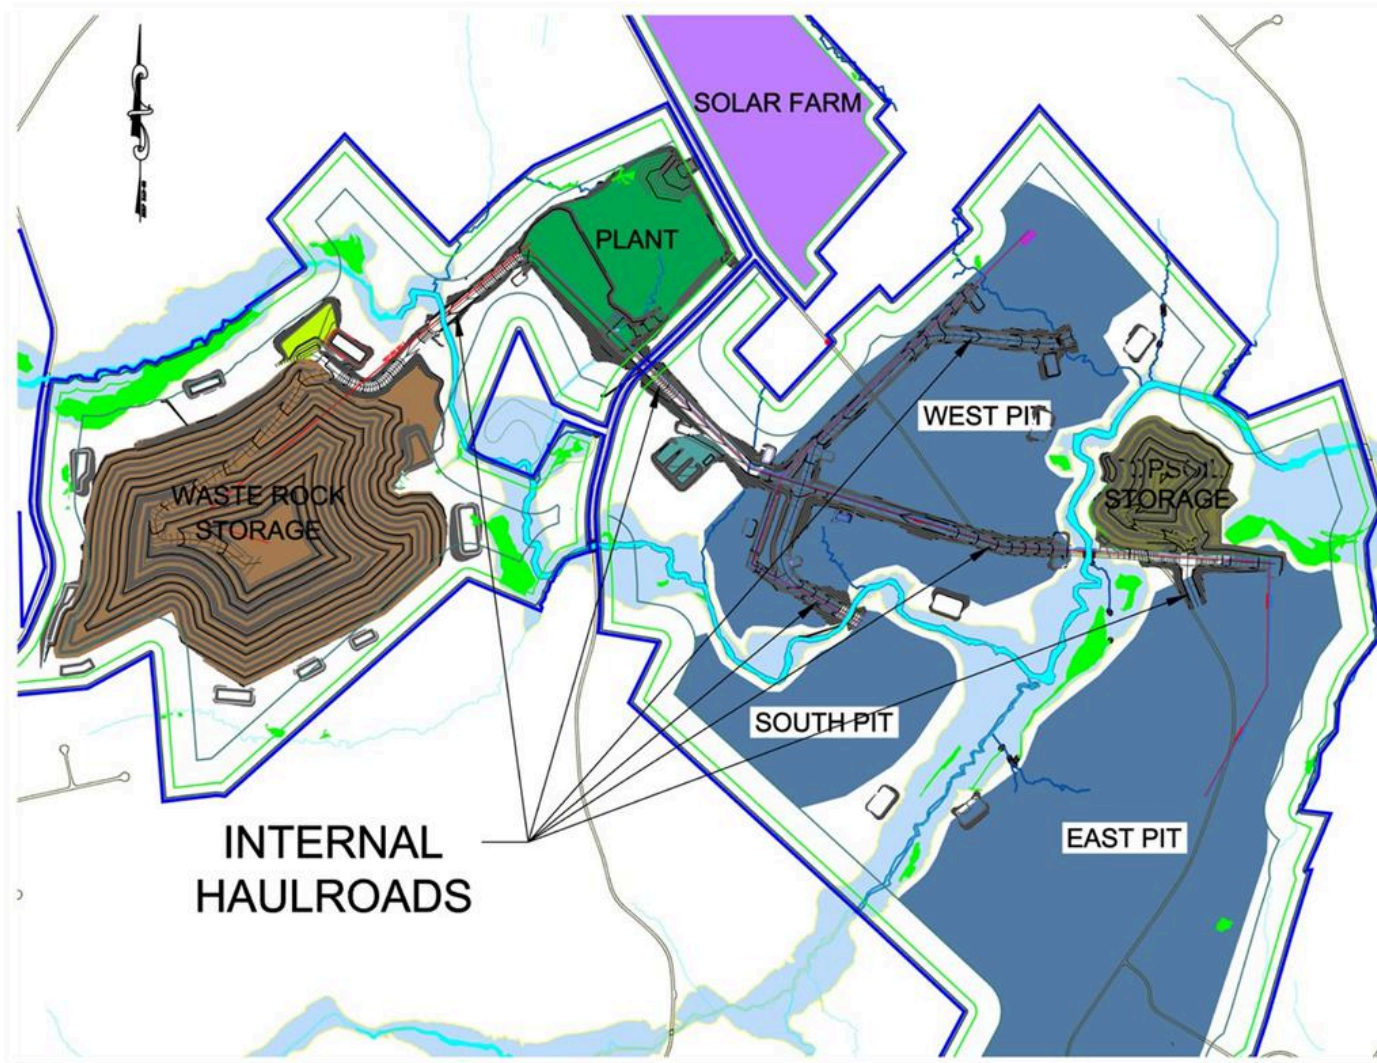 SOLAR FARM
PLANT
WEST PIT
WASTE ROCK
STORAGE
STORAGE
SOUTH PIT
EAST PIT
INTERNAL
HAULROADS